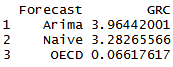 Forecast GRC
1 Arima 3.96442001
2 Naive 3.28265566
3 OECD 0.06617617